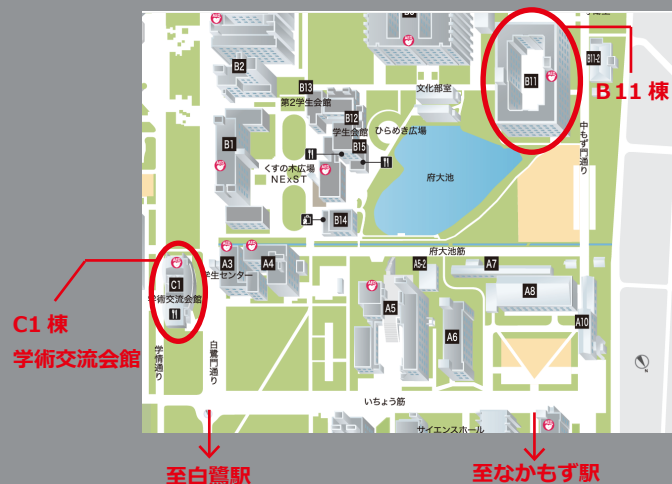 B2
B13
第2学生会館
B12
学生会館
B15
B1
くすの木広場
NExST
B14
文化部室
ひらめき広場
府大池
B11
B11-2
B11棟
中もず門通り
府大池筋
A3
A4
学生センター
A5-2
A7
A8
A5
A6
A10
C1
学術交流会館
C1棟
学術交流会館
学情通り
白鷺門通り
いちょう筋
サイエンスホール
至白鷺駅
至なかもず駅